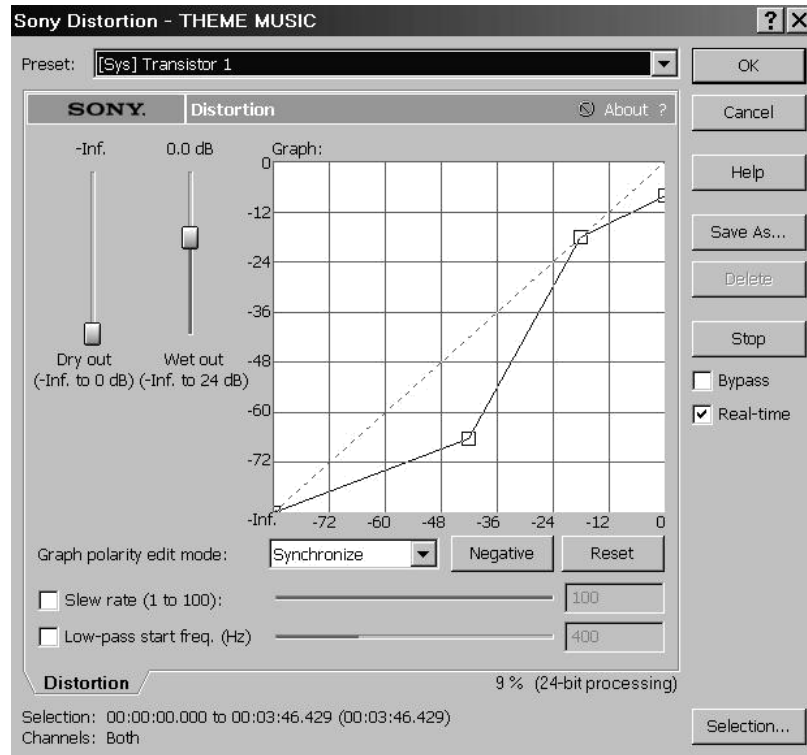 Sony Distortion - THEME MUSIC
? X
Preset: [Sys] Transistor 1
OK
SONY. Distortion About ?
Cancel
-Inf. 0.0 dB Graph:
0
-12
-24
-36
-48
-60
-72
-Inf. -72 -60 -48 -36 -24 -12 0
Dry out Wet out
(-Inf. to 0 dB) (-Inf. to 24 dB)
Help
Save As...
Delete
Stop
Bypass
Real-time
Graph polarity edit mode: Synchronize Negative Reset
Slew rate (1 to 100): 100
Low-pass start freq. (Hz) 400
Distortion 9 % (24-bit processing)
Selection: 00:00:00.000 to 00:03:46.429 (00:03:46.429)
Channels: Both
Selection...